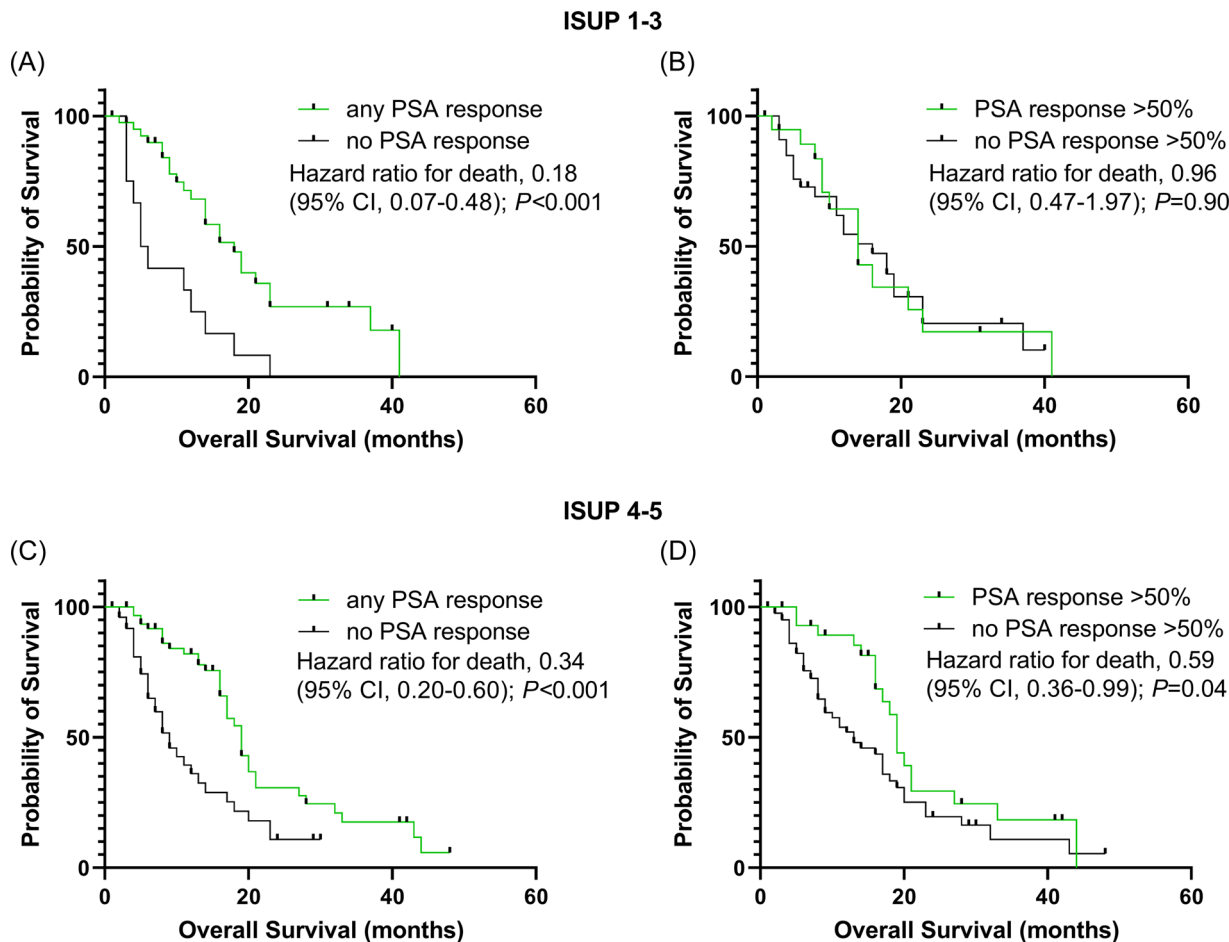 ISUP 1-3
(A)
(B)
any PSA response
no PSA response
Hazard ratio for death, 0.18
(95% CI, 0.07-0.48); P<0.001
Probability of Survival
100
50
0
0 20 40 60
Overall Survival (months)
PSA response >50%
no PSA response >50%
Hazard ratio for death, 0.96
(95% CI, 0.47-1.97); P=0.90
Probability of Survival
100
50
0
0 20 40 60
Overall Survival (months)
ISUP 4-5
(C)
(D)
any PSA response
no PSA response
Hazard ratio for death, 0.34
(95% CI, 0.20-0.60); P<0.001
Probability of Survival
100
50
0
0 20 40 60
Overall Survival (months)
PSA response >50%
no PSA response >50%
Hazard ratio for death, 0.59
(95% CI, 0.36-0.99); P=0.04
Probability of Survival
100
50
0
0 20 40 60
Overall Survival (months)